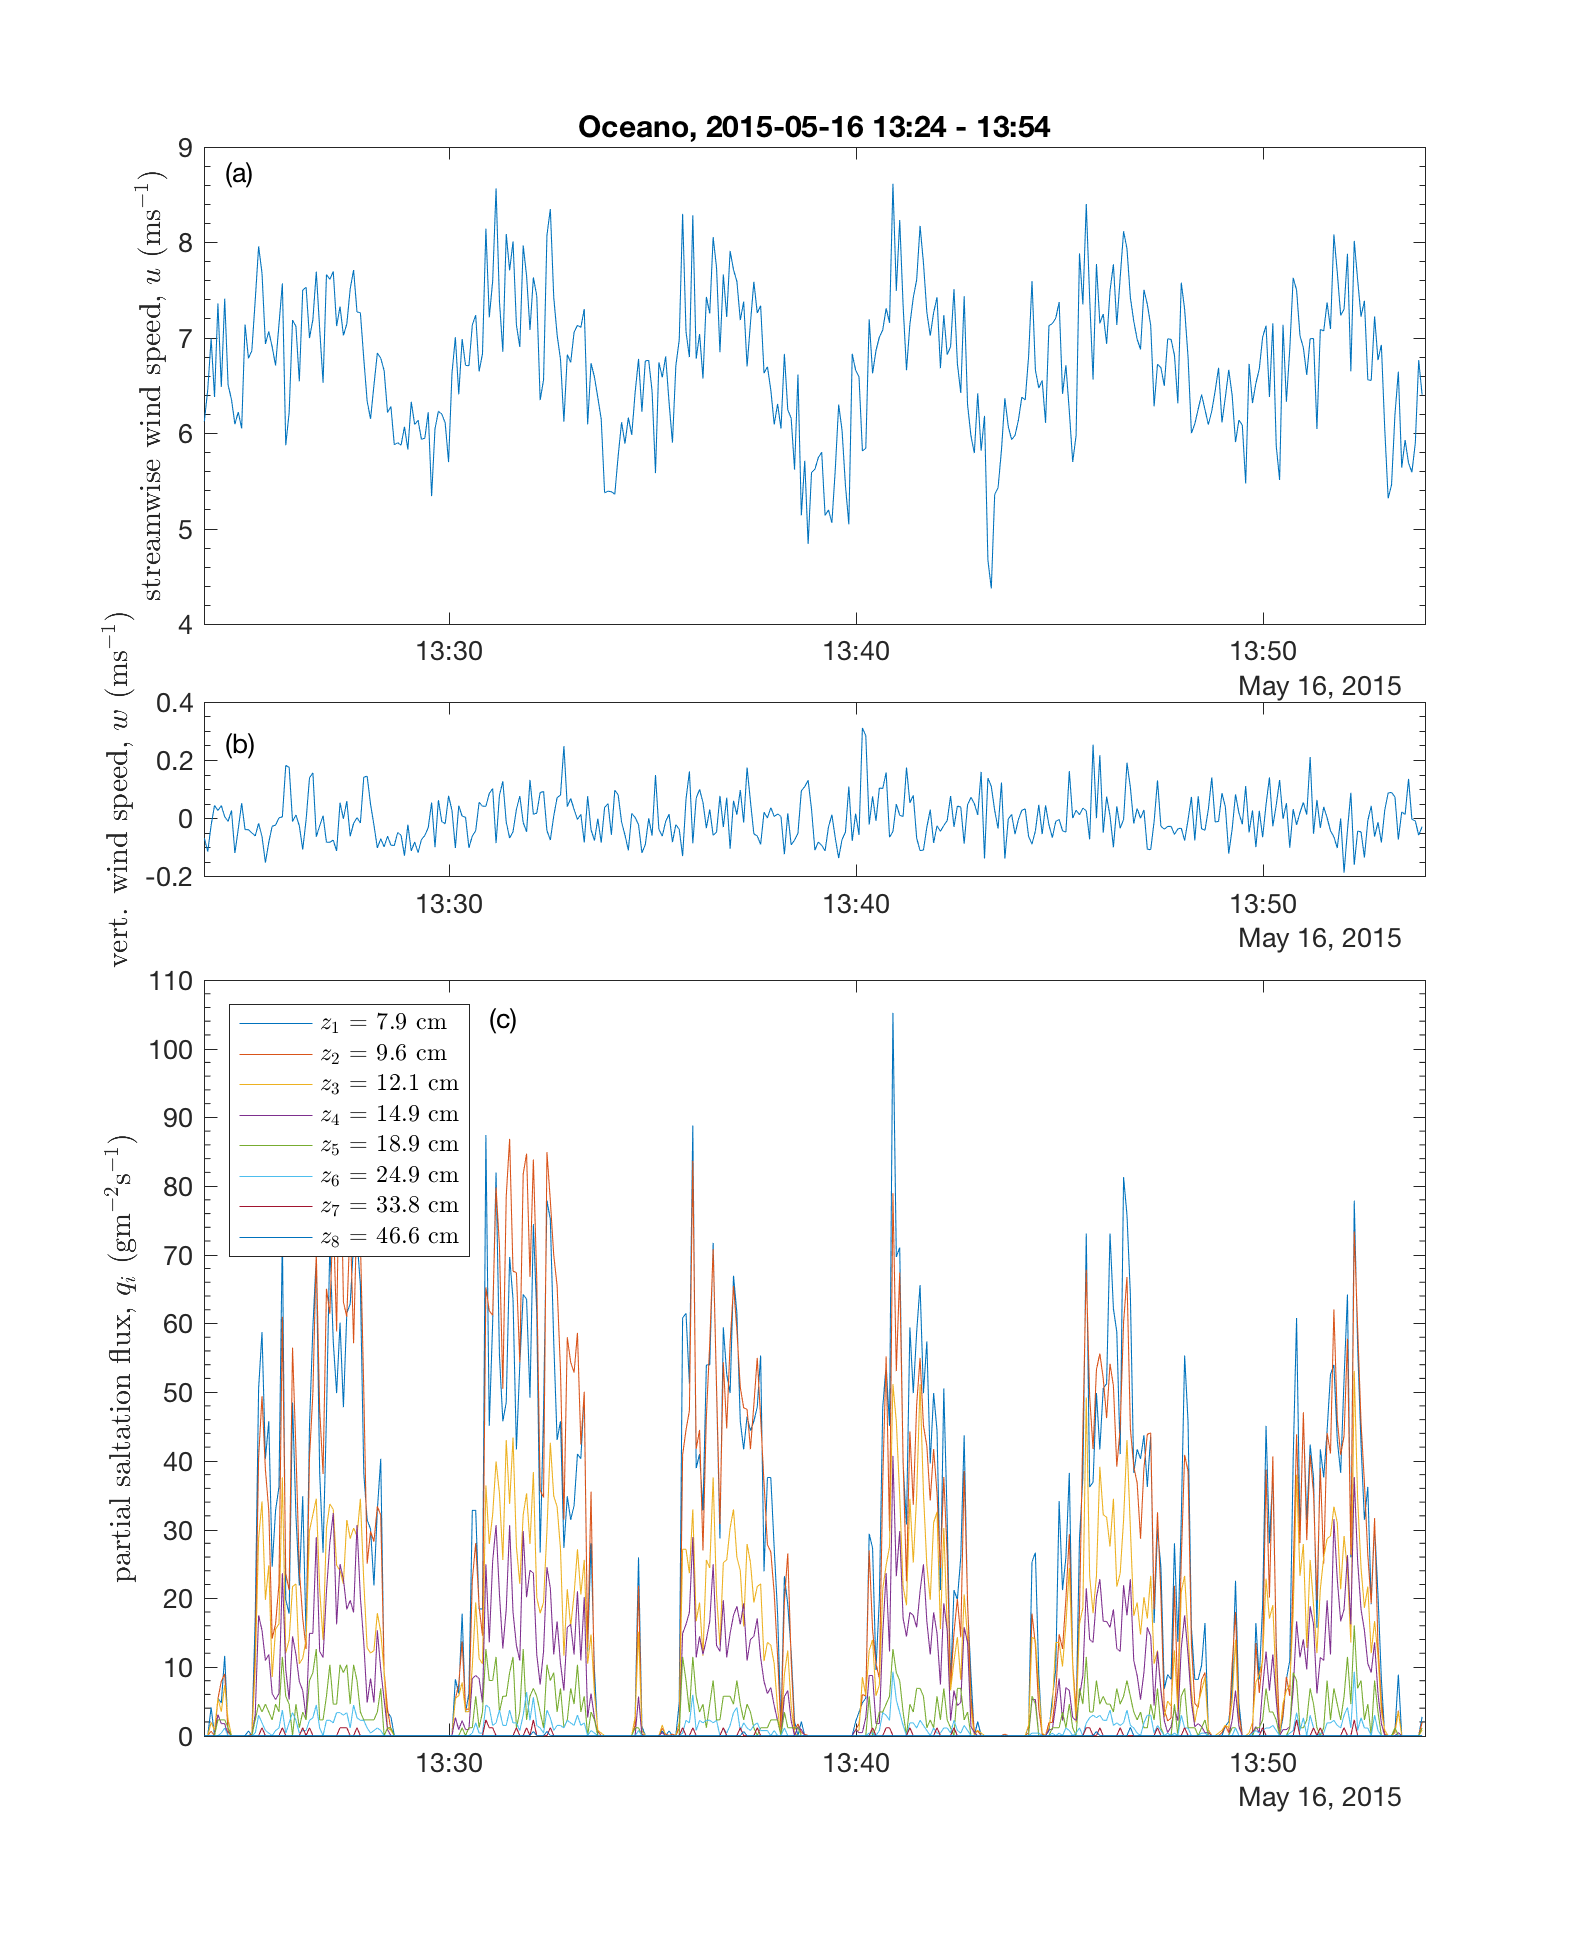 Oceano, 2015-05-16 13:24 - 13:54
(a)
streamwise wind speed, u (ms⁻¹)
9
8
7
6
5
4
13:30 13:40 13:50
May 16, 2015
(b)
vert. wind speed, w (ms⁻¹)
0.4
0.2
0
-0.2
13:30 13:40 13:50
May 16, 2015
(c)
partial saltation flux, qᵢ (gm⁻²s⁻¹)
110
100
90
80
70
60
50
40
30
20
10
0
z₁ = 7.9 cm
z₂ = 9.6 cm
z₃ = 12.1 cm
z₄ = 14.9 cm
z₅ = 18.9 cm
z₆ = 24.9 cm
z₇ = 33.8 cm
z₈ = 46.6 cm
13:30 13:40 13:50
May 16, 2015